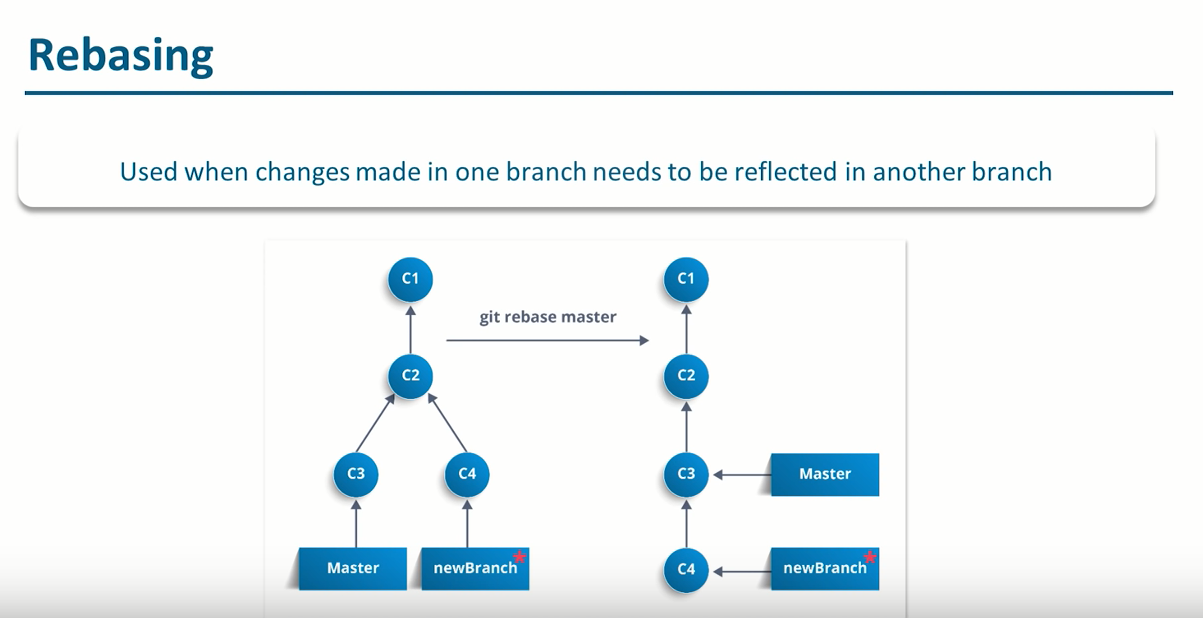 Rebasing
Used when changes made in one branch needs to be reflected in another branch
C1
C1
git rebase master
C2
C2
C3
C4
C3
Master
Master
newBranch
C4
newBranch